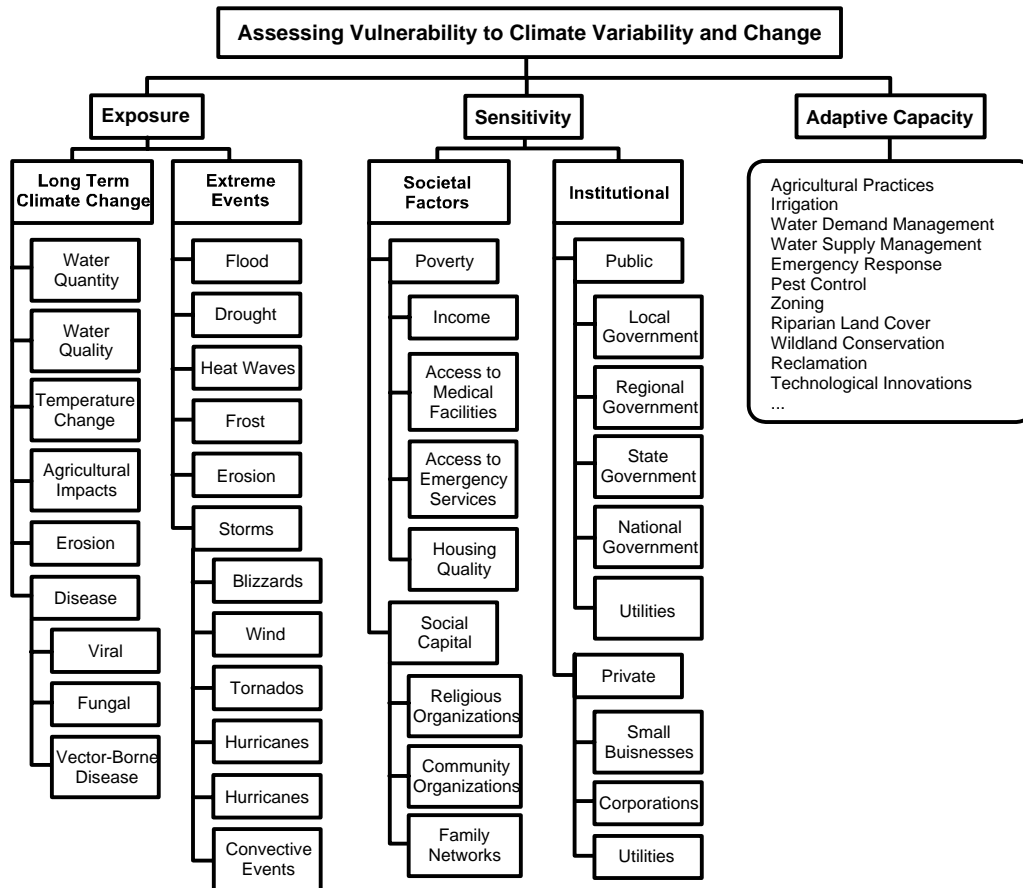 Assessing Vulnerability to Climate Variability and Change
Exposure
Sensitivity
Adaptive Capacity
Long Term
Climate Change
Water
Quantity
Water
Quality
Temperature
Change
Agricultural
Impacts
Erosion
Disease
Viral
Fungal
Vector-Borne
Disease
Extreme
Events
Flood
Drought
Heat Waves
Frost
Erosion
Storms
Blizzards
Wind
Tornados
Hurricanes
Hurricanes
Convective
Events
Societal
Factors
Poverty
Income
Access to
Medical
Facilities
Access to
Emergency
Services
Housing
Quality
Social
Capital
Religious
Organizations
Community
Organizations
Family
Networks
Institutional
Public
Local
Government
Regional
Government
State
Government
National
Government
Utilities
Private
Small
Buisnesses
Corporations
Utilities
Agricultural Practices
Irrigation
Water Demand Management
Water Supply Management
Emergency Response
Pest Control
Zoning
Riparian Land Cover
Wildland Conservation
Reclamation
Technological Innovations
...